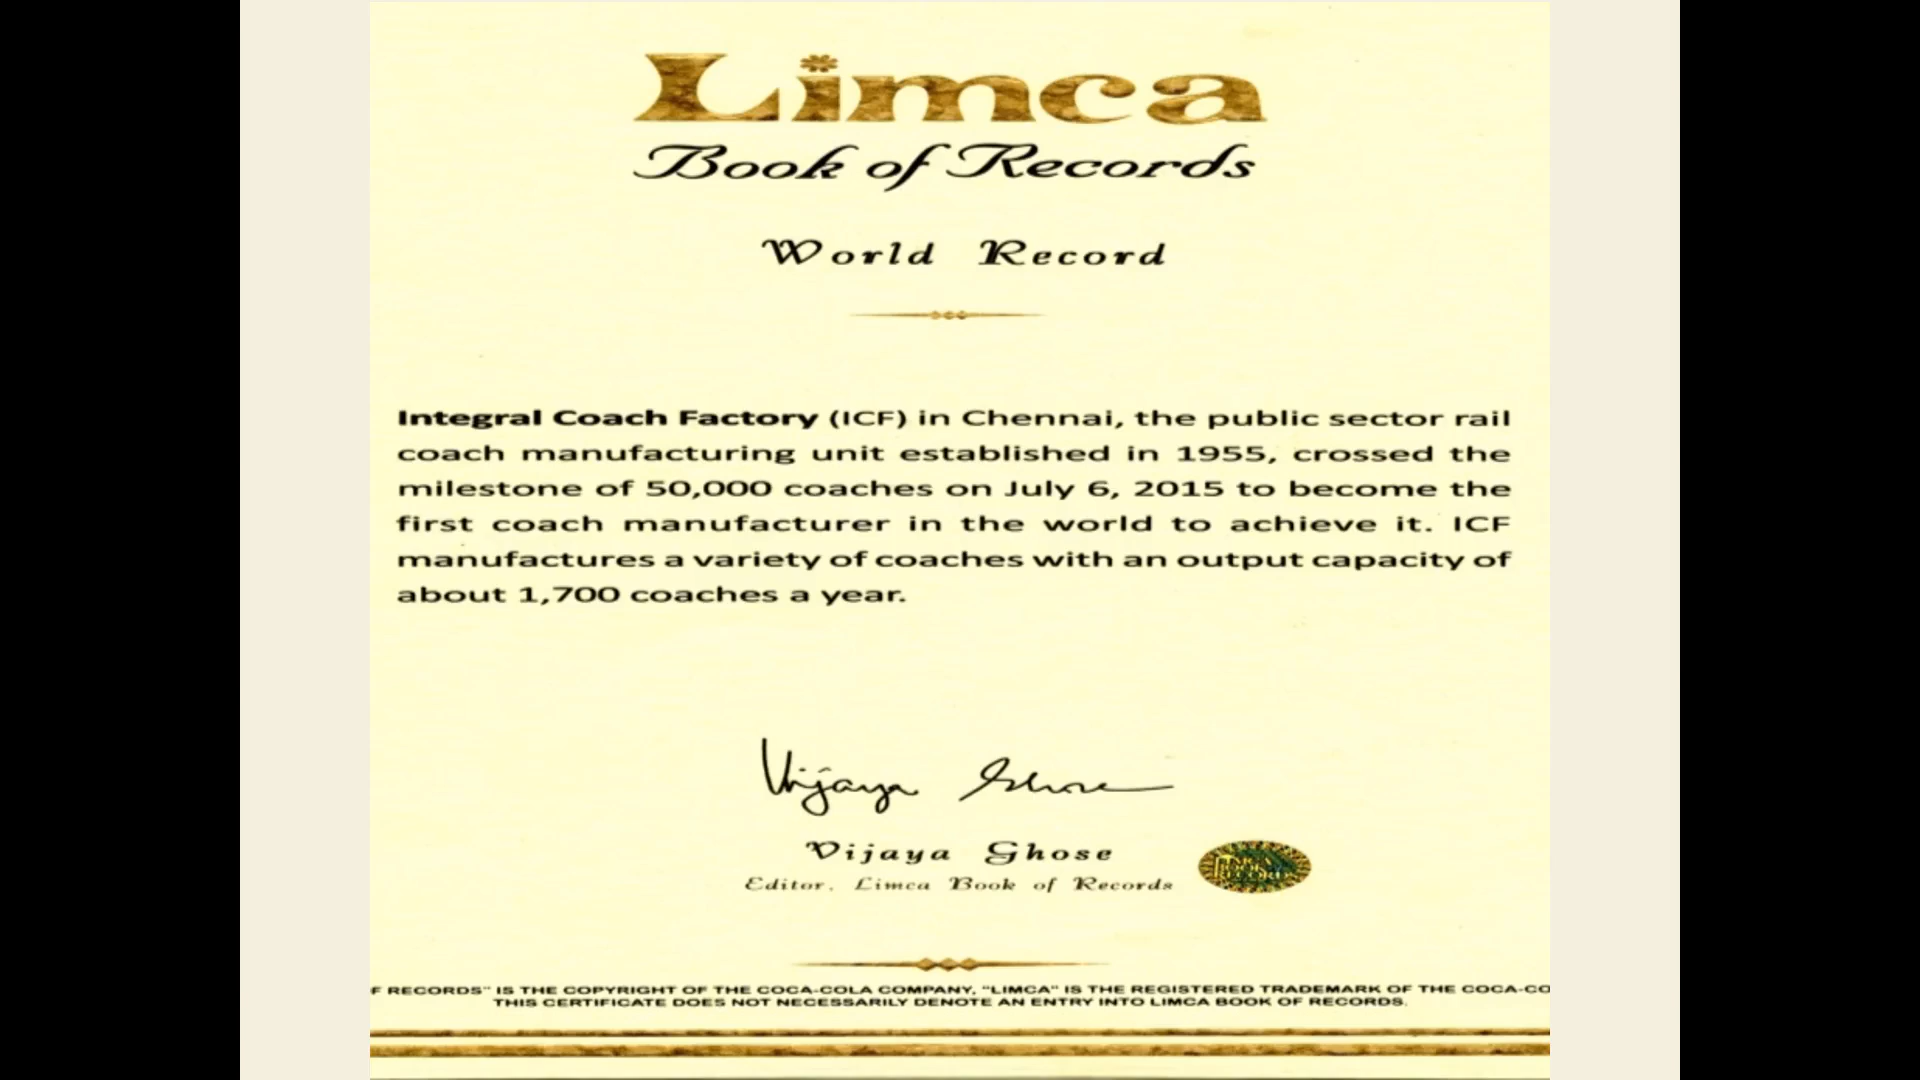 Limca
Book of Records
World Record
Integral Coach Factory (ICF) in Chennai, the public sector rail
coach manufacturing unit established in 1955, crossed the
milestone of 50,000 coaches on July 6, 2015 to become the
first coach manufacturer in the world to achieve it. ICF
manufactures a variety of coaches with an output capacity of
about 1,700 coaches a year.
Vijaya Ghose
Vijaya Ghose
Editor, Limca Book of Records
LIMCA
BOOK OF
RECORDS
F RECORDS" IS THE COPYRIGHT OF THE COCA-COLA COMPANY, "LIMCA" IS THE REGISTERED TRADEMARK OF THE COCA-CO
THIS CERTIFICATE DOES NOT NECESSARILY DENOTE AN ENTRY INTO LIMCA BOOK OF RECORDS.